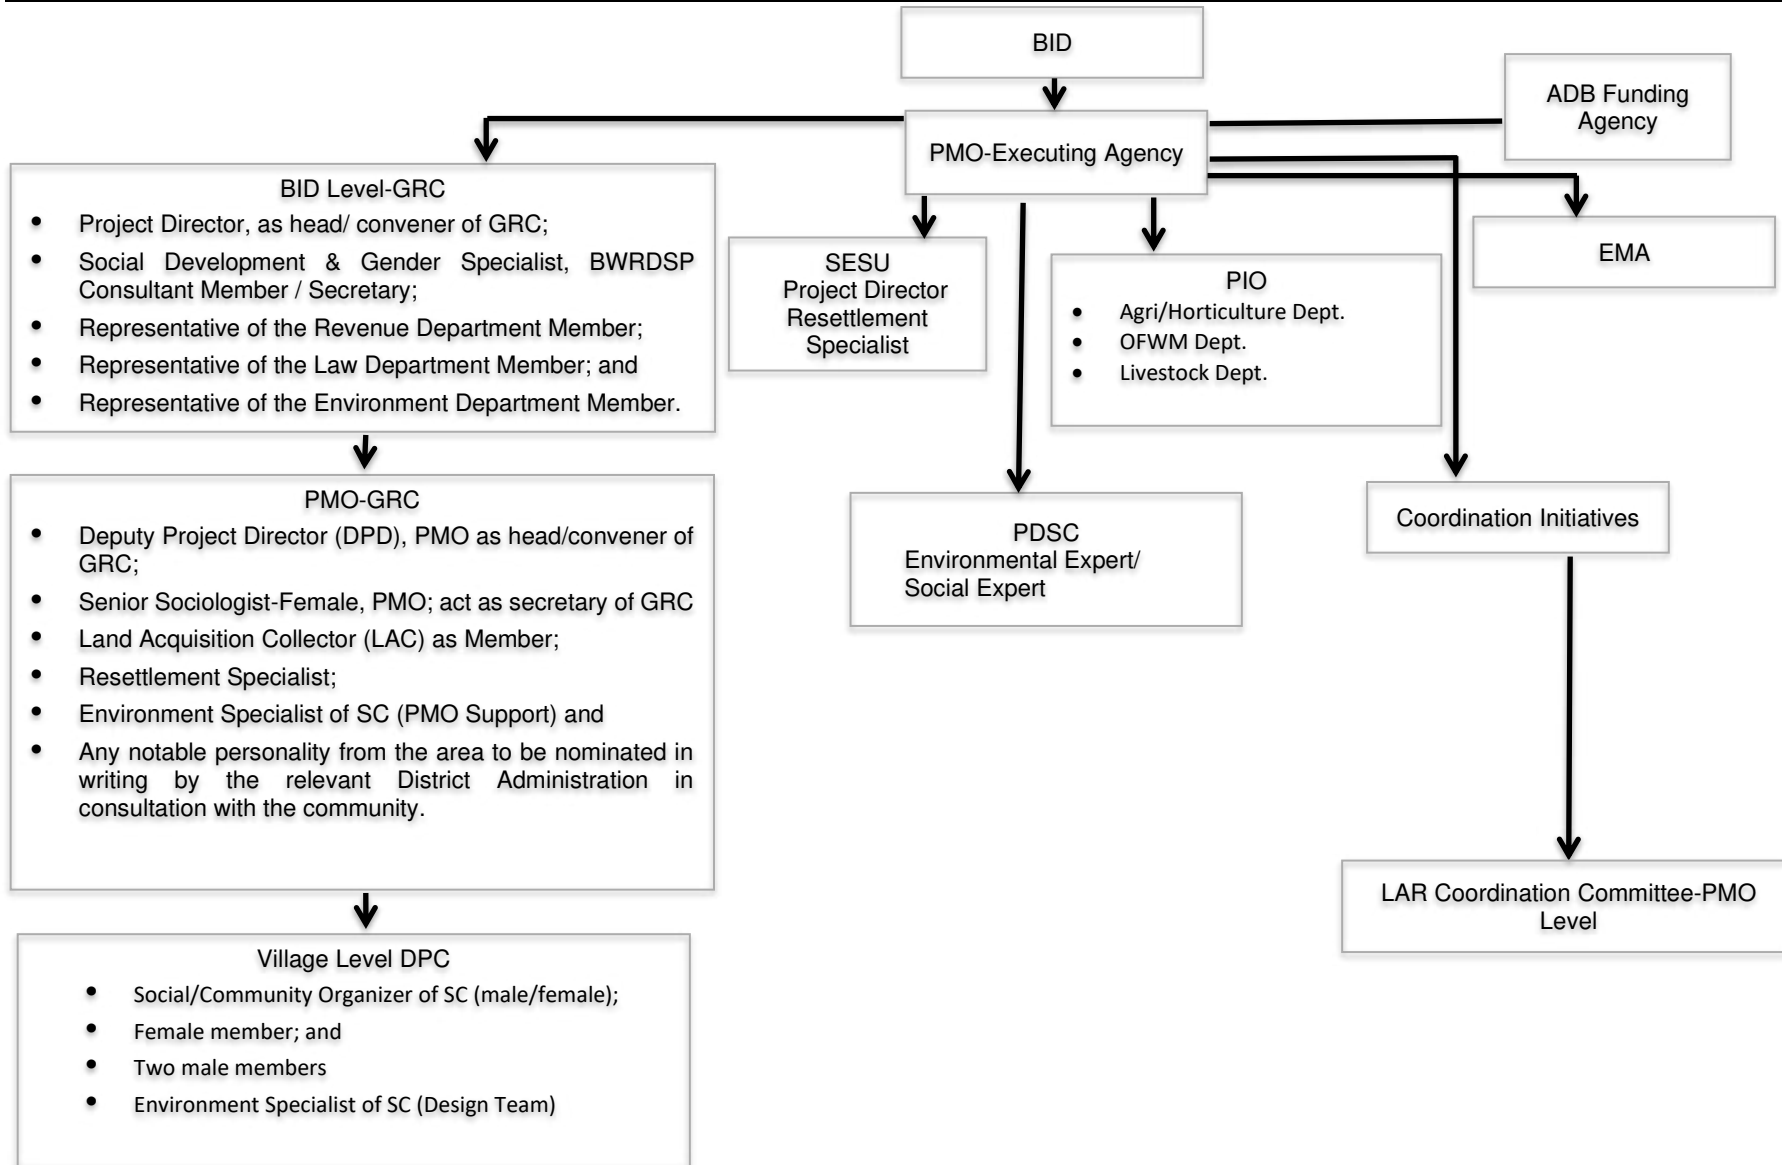 BID
ADB Funding
Agency
PMO-Executing Agency
BID Level-GRC
• Project Director, as head/ convener of GRC;
• Social Development & Gender Specialist, BWRDSP
Consultant Member / Secretary;
• Representative of the Revenue Department Member;
• Representative of the Law Department Member; and
• Representative of the Environment Department Member.
SESU
Project Director
Resettlement
Specialist
PIO
• Agri/Horticulture Dept.
• OFWM Dept.
• Livestock Dept.
EMA
PMO-GRC
• Deputy Project Director (DPD), PMO as head/convener of
GRC;
• Senior Sociologist-Female, PMO; act as secretary of GRC
• Land Acquisition Collector (LAC) as Member;
• Resettlement Specialist;
• Environment Specialist of SC (PMO Support) and
• Any notable personality from the area to be nominated in
writing by the relevant District Administration in
consultation with the community.
PDSC
Environmental Expert/
Social Expert
Coordination Initiatives
LAR Coordination Committee-PMO
Level
Village Level DPC
• Social/Community Organizer of SC (male/female);
• Female member; and
• Two male members
• Environment Specialist of SC (Design Team)